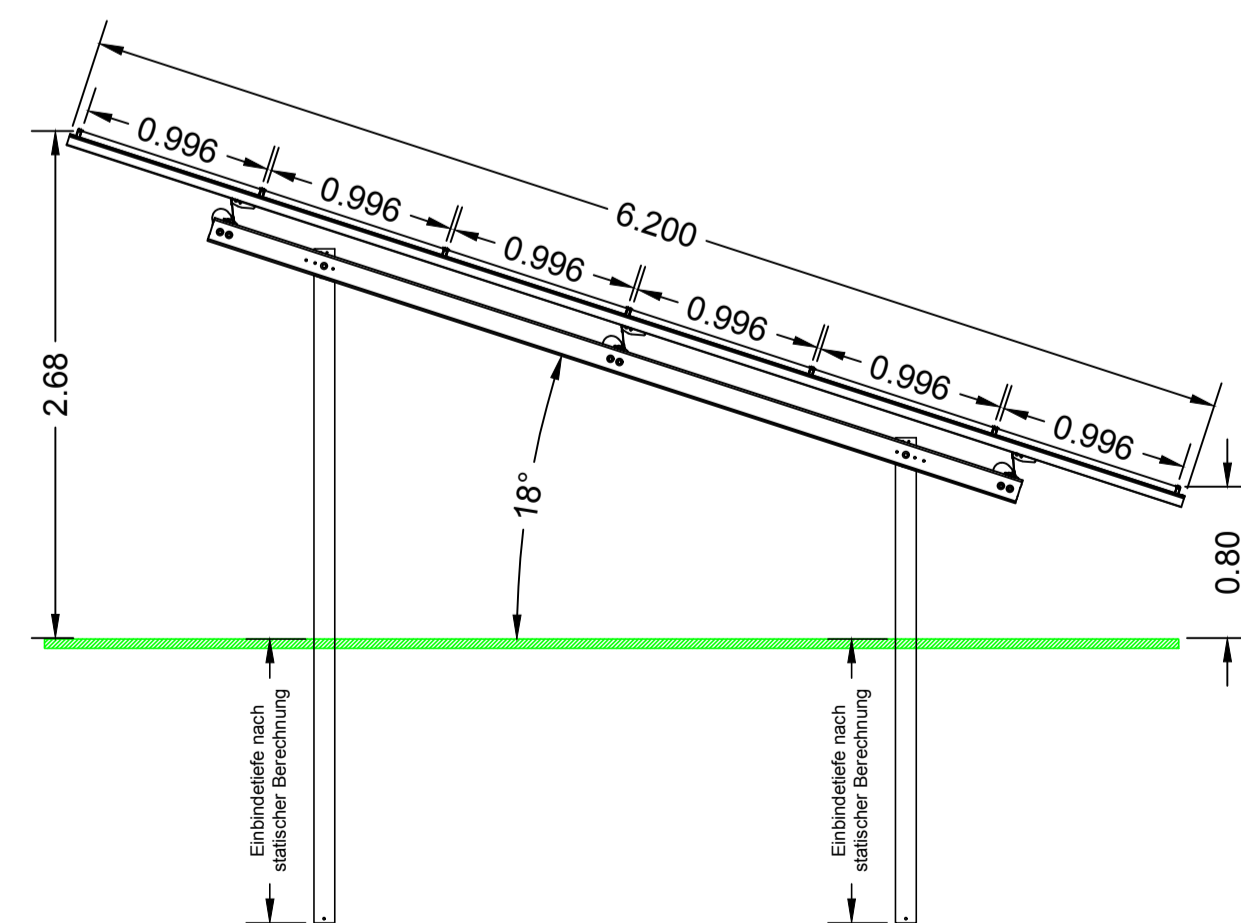 6.200
0.996
0.996
0.996
0.996
0.996
0.996
2.68
18°
0.80
Einbindetiefe nach
statischer Berechnung
Einbindetiefe nach
statischer Berechnung